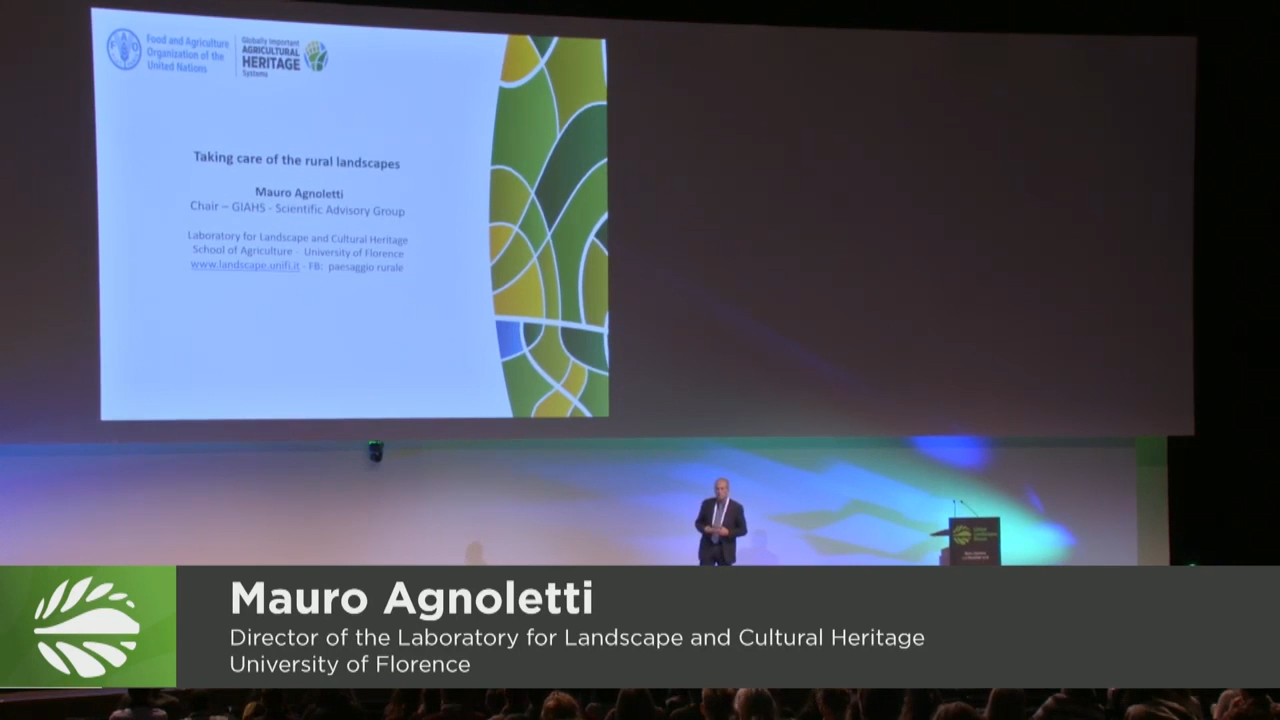 Food and Agriculture
Organization of the
United Nations
Globally Important
AGRICULTURAL
HERITAGE
Systems
Taking care of the rural landscapes
Mauro Agnoletti
Chair – GIAHS - Scientific Advisory Group
Laboratory for Landscape and Cultural Heritage
School of Agriculture - University of Florence
www.landscape.unifi.it - FB: paesaggio rurale
Global
Landscapes
Forum
Mauro Agnoletti
Director of the Laboratory for Landscape and Cultural Heritage
University of Florence